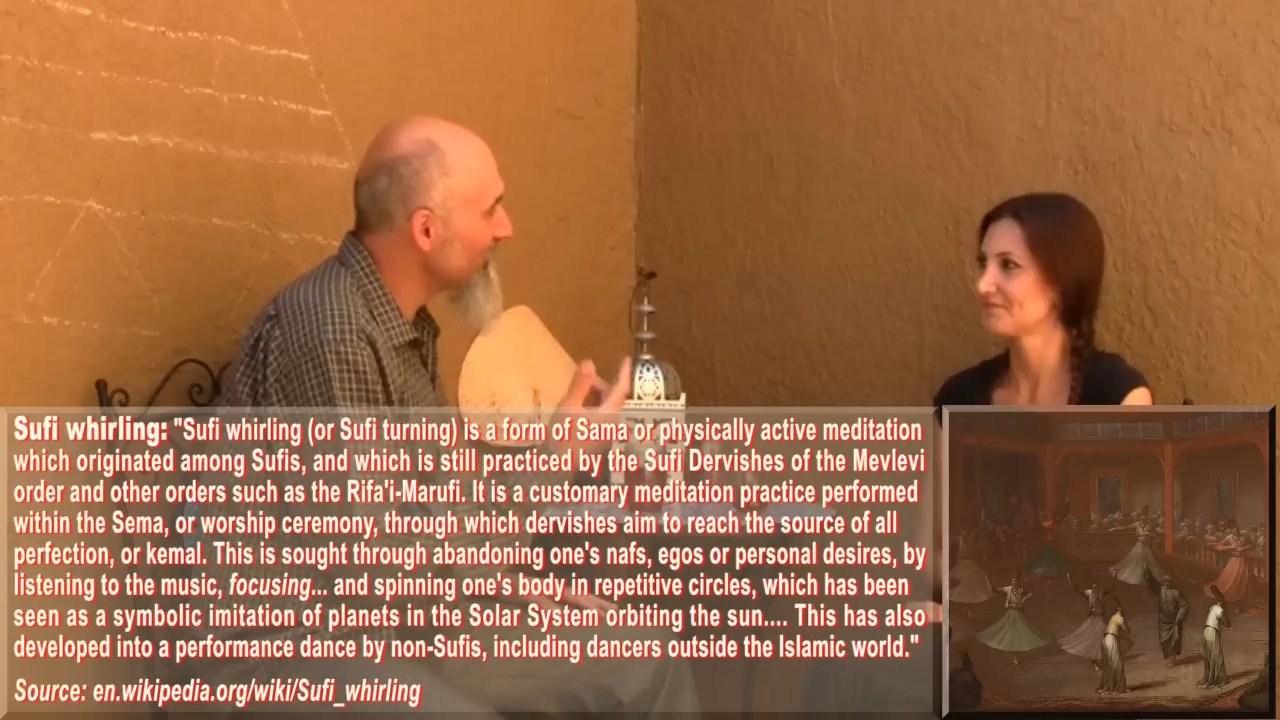 Sufi whirling: "Sufi whirling (or Sufi turning) is a form of Sama or physically active meditation
which originated among Sufis, and which is still practiced by the Sufi Dervishes of the Mevlevi
order and other orders such as the Rifa'i-Marufi. It is a customary meditation practice performed
within the Sema, or worship ceremony, through which dervishes aim to reach the source of all
perfection, or kemal. This is sought through abandoning one's nafs, egos or personal desires, by
listening to the music, focusing... and spinning one's body in repetitive circles, which has been
seen as a symbolic imitation of planets in the Solar System orbiting the sun.... This has also
developed into a performance dance by non-Sufis, including dancers outside the Islamic world."
Source: en.wikipedia.org/wiki/Sufi_whirling